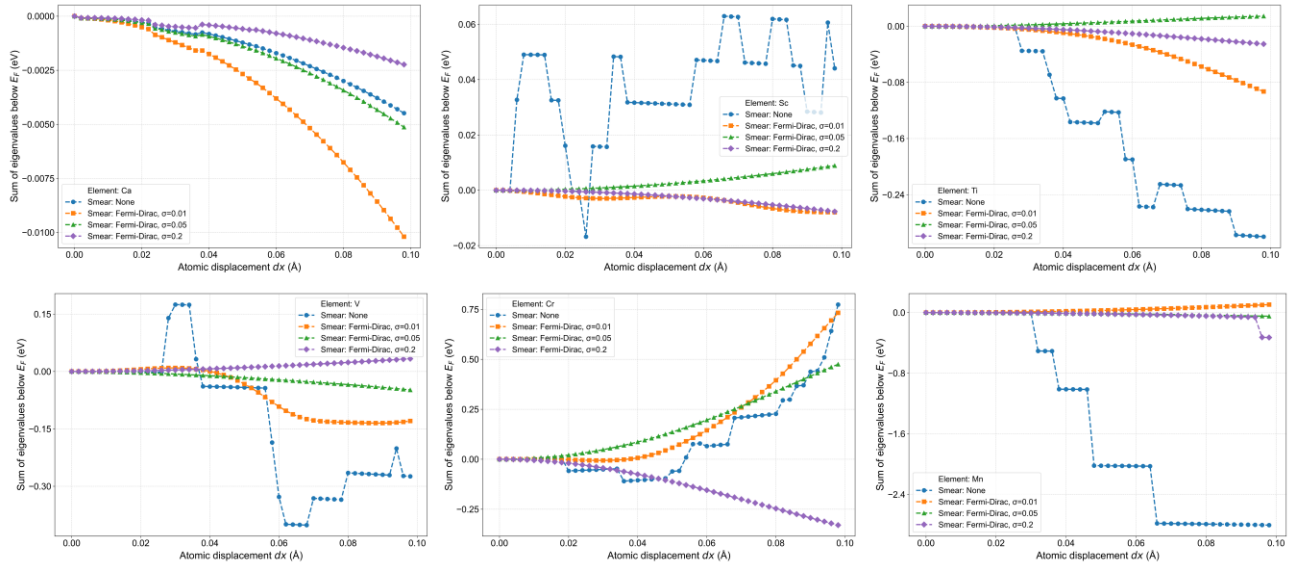 Sum of eigenvalues below E_F (eV)
0.0000
−0.0025
−0.0050
−0.0075
−0.0100
Element: Ca
Smear: None
Smear: Fermi-Dirac, σ=0.01
Smear: Fermi-Dirac, σ=0.05
Smear: Fermi-Dirac, σ=0.2
0.00 0.02 0.04 0.06 0.08 0.10
Atomic displacement dx (Å)
Sum of eigenvalues below E_F (eV)
0.06
0.04
0.02
0.00
−0.02
Element: Sc
Smear: None
Smear: Fermi-Dirac, σ=0.01
Smear: Fermi-Dirac, σ=0.05
Smear: Fermi-Dirac, σ=0.2
0.00 0.02 0.04 0.06 0.08 0.10
Atomic displacement dx (Å)
Sum of eigenvalues below E_F (eV)
0.00
−0.08
−0.16
−0.24
Element: Ti
Smear: None
Smear: Fermi-Dirac, σ=0.01
Smear: Fermi-Dirac, σ=0.05
Smear: Fermi-Dirac, σ=0.2
0.00 0.02 0.04 0.06 0.08 0.10
Atomic displacement dx (Å)
Sum of eigenvalues below E_F (eV)
0.15
0.00
−0.15
−0.30
Element: V
Smear: None
Smear: Fermi-Dirac, σ=0.01
Smear: Fermi-Dirac, σ=0.05
Smear: Fermi-Dirac, σ=0.2
0.00 0.02 0.04 0.06 0.08 0.10
Atomic displacement dx (Å)
Sum of eigenvalues below E_F (eV)
0.75
0.50
0.25
0.00
−0.25
Element: Cr
Smear: None
Smear: Fermi-Dirac, σ=0.01
Smear: Fermi-Dirac, σ=0.05
Smear: Fermi-Dirac, σ=0.2
0.00 0.02 0.04 0.06 0.08 0.10
Atomic displacement dx (Å)
Sum of eigenvalues below E_F (eV)
0.0
−0.8
−1.6
−2.4
Element: Mn
Smear: None
Smear: Fermi-Dirac, σ=0.01
Smear: Fermi-Dirac, σ=0.05
Smear: Fermi-Dirac, σ=0.2
0.00 0.02 0.04 0.06 0.08 0.10
Atomic displacement dx (Å)